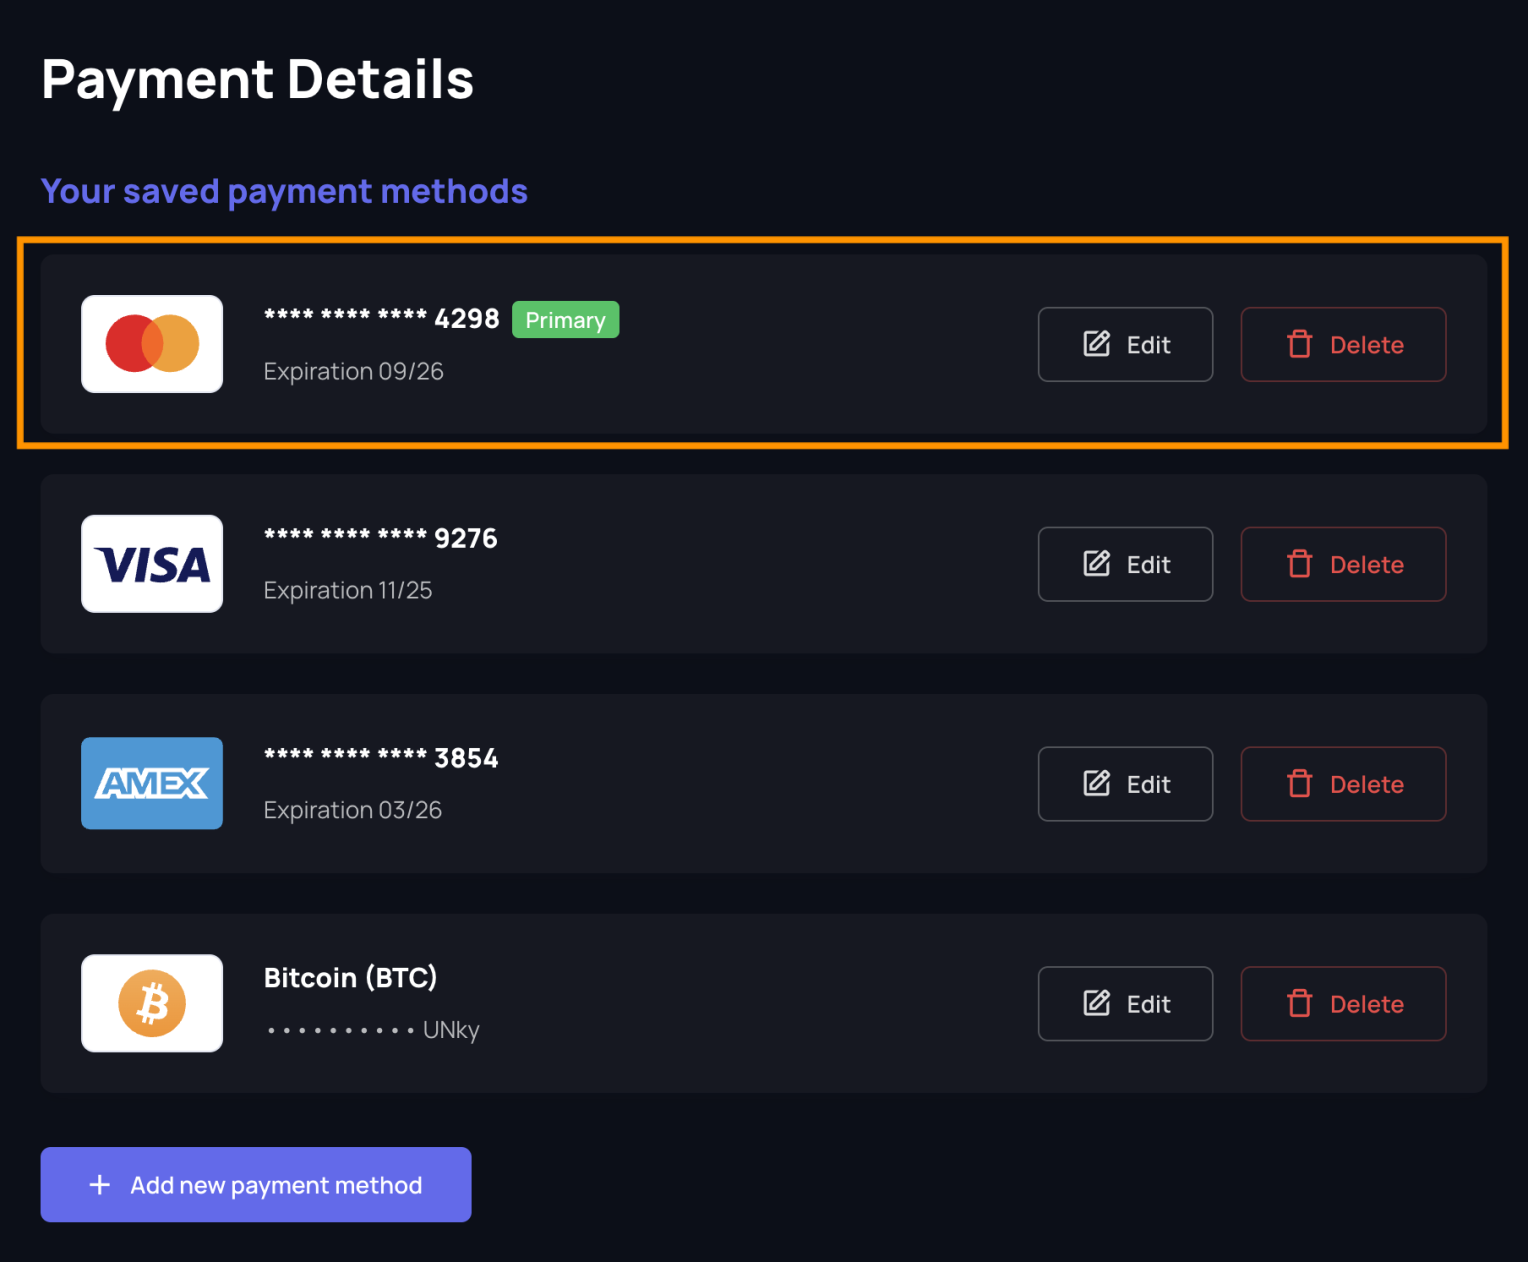 Payment Details
Your saved payment methods
**** **** **** 4298 Primary
Expiration 09/26
Edit
Delete
VISA
**** **** **** 9276
Expiration 11/25
Edit
Delete
AMEX
**** **** **** 3854
Expiration 03/26
Edit
Delete
Bitcoin (BTC)
• • • • • • • • • • UNky
Edit
Delete
+ Add new payment method